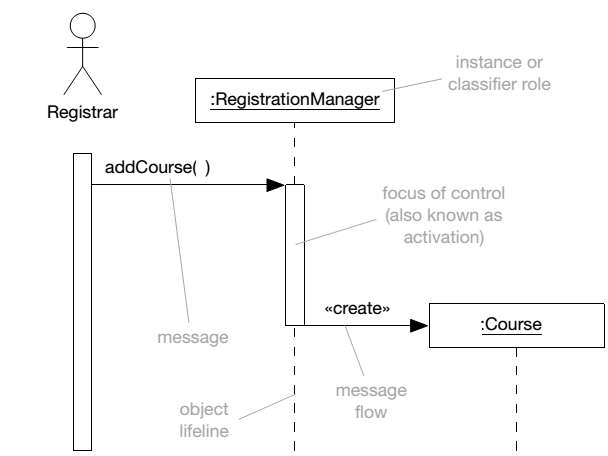 instance or
classifier role
:RegistrationManager
Registrar
addCourse( )
focus of control
(also known as
activation)
«create»
:Course
message
message
flow
object
lifeline